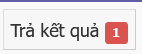 Trả kết quả 1